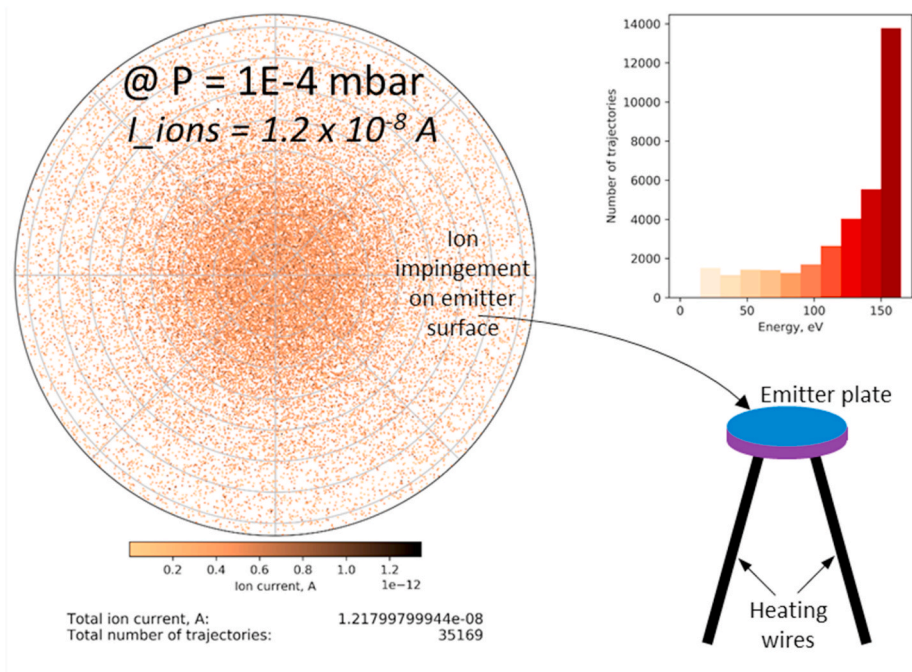 @ P = 1E-4 mbar
I_ions = 1.2 x 10⁻⁸ A
Ion
impingement
on emitter
surface
0.2 0.4 0.6 0.8 1.0 1.2
Ion current, A
1e−12
Total ion current, A: 1.21799799944e-08
Total number of trajectories: 35169
Number of trajectories
14000
12000
10000
8000
6000
4000
2000
0
0 50 100 150
Energy, eV
Emitter plate
Heating
wires